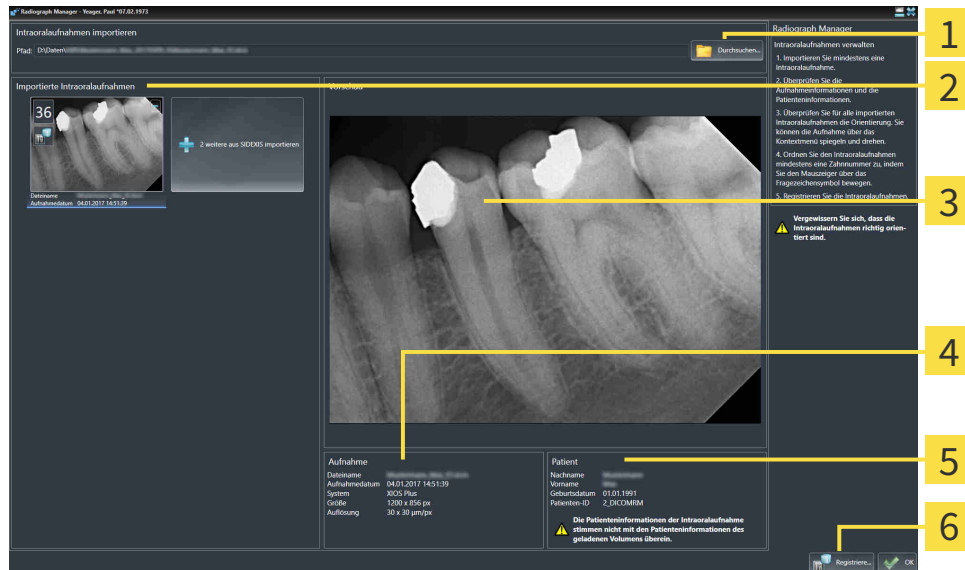 Radiograph Manager - Yeager, Paul *07.02.1973
Intraoralaufnahmen importieren
Pfad: D:\Daten\
Durchsuchen...
1
Importierte Intraoralaufnahmen
2
36
2 weitere aus SIDEXIS importieren
Dateiname
Aufnahmedatum 04.01.2017 14:51:39
Vorschau
3
Aufnahme
4
Dateiname
Aufnahmedatum 04.01.2017 14:51:39
System XIOS Plus
Größe 1200 x 856 px
Auflösung 30 x 30 µm/px
Patient
5
Nachname
Vorname
Geburtsdatum 01.01.1991
Patienten-ID 2_DICOMRM
Die Patienteninformationen der Intraoralaufnahme
stimmen nicht mit den Patienteninformationen des
geladenen Volumens überein.
Radiograph Manager
Intraoralaufnahmen verwalten
1. Importieren Sie mindestens eine
Intraoralaufnahme.
2. Überprüfen Sie die
Aufnahmeinformationen und die
Patienteninformationen.
3. Überprüfen Sie für alle importierten
Intraoralaufnahmen die Orientierung. Sie
können die Aufnahme über das
Kontextmenü spiegeln und drehen.
4. Ordnen Sie den Intraoralaufnahmen
mindestens eine Zahnnummer zu, indem
Sie den Mauszeiger über das
Fragezeichensymbol bewegen.
5. Registrieren Sie die Intraoralaufnahmen.
Vergewissern Sie sich, dass die
Intraoralaufnahmen richtig orien-
tiert sind.
6
Registriere...
OK